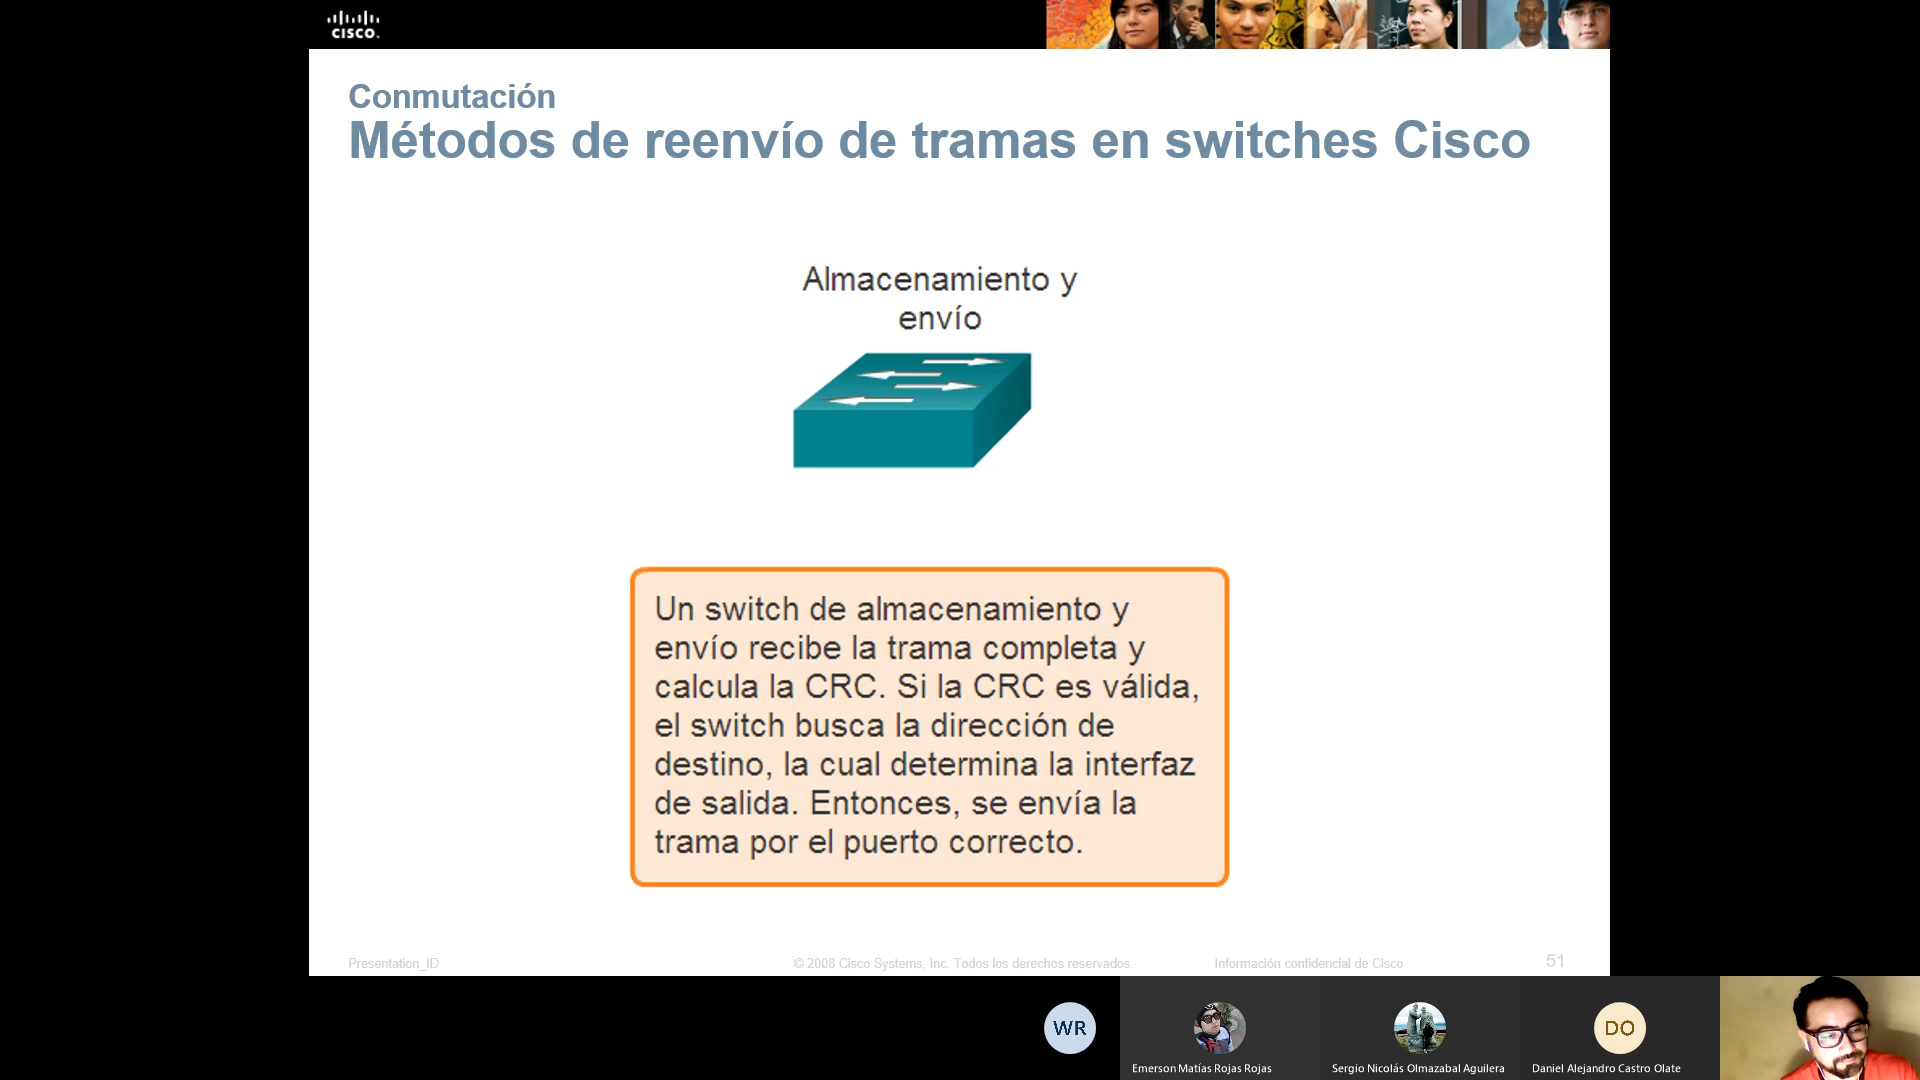 CISCO.
Conmutación
Métodos de reenvío de tramas en switches Cisco
Almacenamiento y
envío
Un switch de almacenamiento y
envío recibe la trama completa y
calcula la CRC. Si la CRC es válida,
el switch busca la dirección de
destino, la cual determina la interfaz
de salida. Entonces, se envía la
trama por el puerto correcto.
Presentation_ID
© 2008 Cisco Systems, Inc. Todos los derechos reservados.
Información confidencial de Cisco
51
WR
DO
Emerson Matías Rojas Rojas
Sergio Nicolás Olmazabal Aguilera
Daniel Alejandro Castro Olate